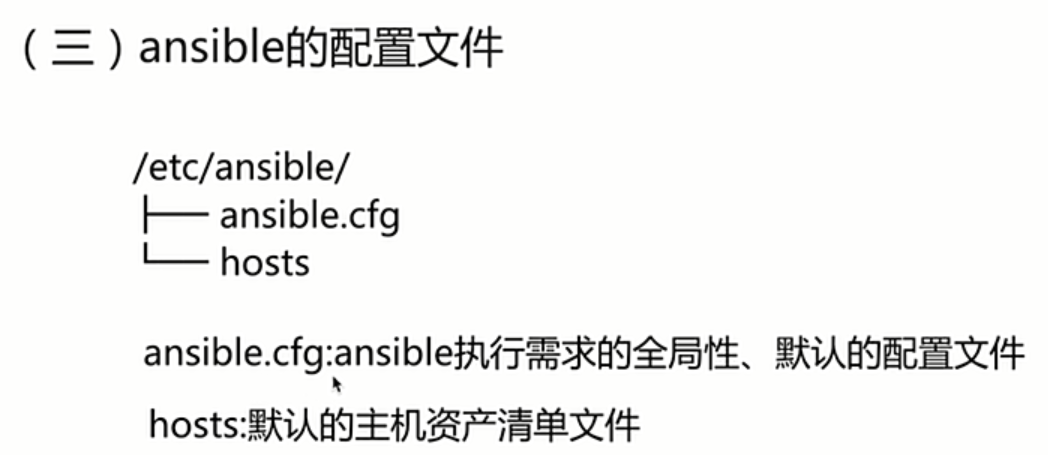 （三）ansible的配置文件
/etc/ansible/
├── ansible.cfg
└── hosts
ansible.cfg:ansible执行需求的全局性、默认的配置文件
hosts:默认的主机资产清单文件